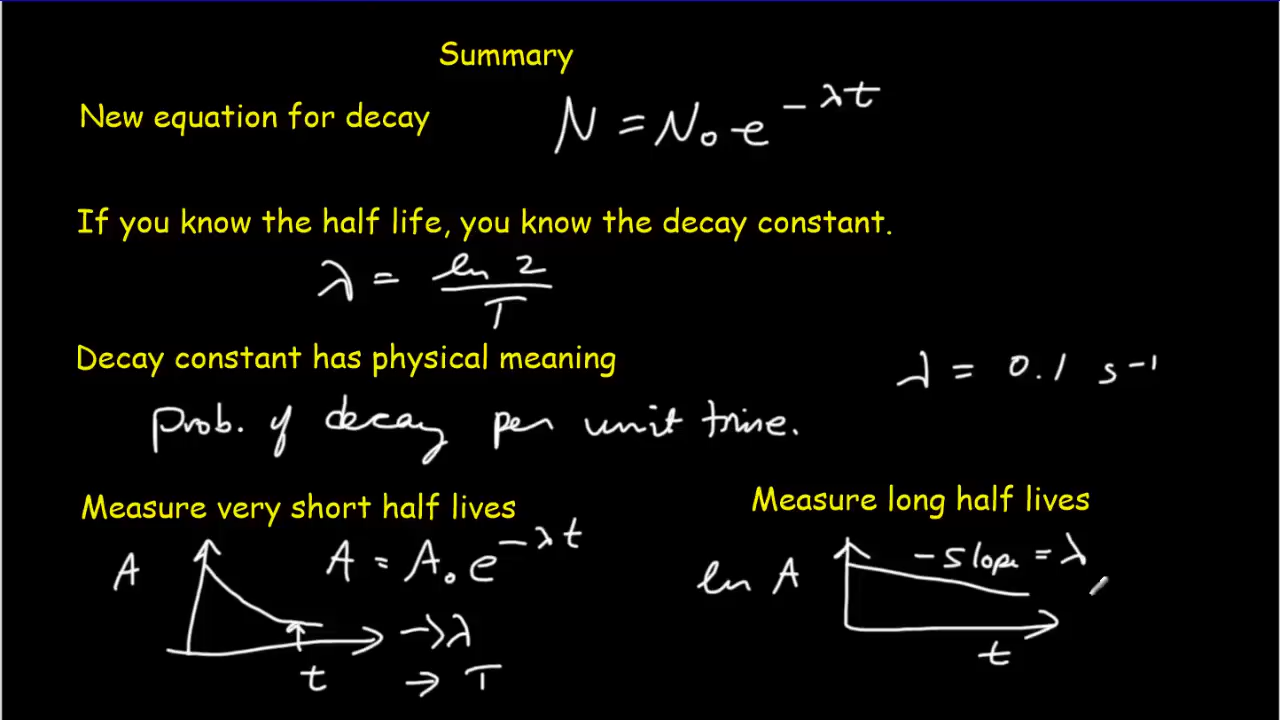 Summary
New equation for decay
N = N₀ e^{-λt}
If you know the half life, you know the decay constant.
λ = ln 2 / T
Decay constant has physical meaning
λ = 0.1 s⁻¹
prob. of decay per unit time.
Measure very short half lives
A
A = A₀ e^{-λt}
→ λ
t
→ T
Measure long half lives
- slope = λ
ln A
t